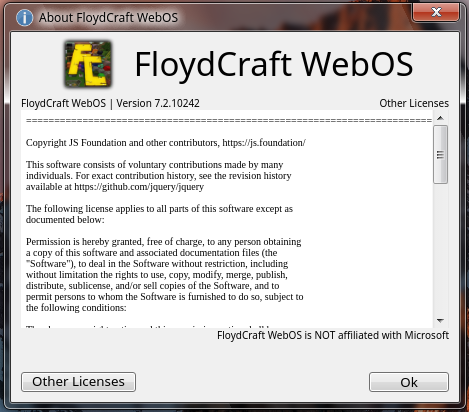 About FloydCraft WebOS
FloydCraft WebOS
FloydCraft WebOS | Version 7.2.10242
Other Licenses
Copyright JS Foundation and other contributors, https://js.foundation/
This software consists of voluntary contributions made by many
individuals. For exact contribution history, see the revision history
available at https://github.com/jquery/jquery
The following license applies to all parts of this software except as
documented below:
Permission is hereby granted, free of charge, to any person obtaining
a copy of this software and associated documentation files (the
"Software"), to deal in the Software without restriction, including
without limitation the rights to use, copy, modify, merge, publish,
distribute, sublicense, and/or sell copies of the Software, and to
permit persons to whom the Software is furnished to do so, subject to
the following conditions:
FloydCraft WebOS is NOT affiliated with Microsoft
Other Licenses
Ok